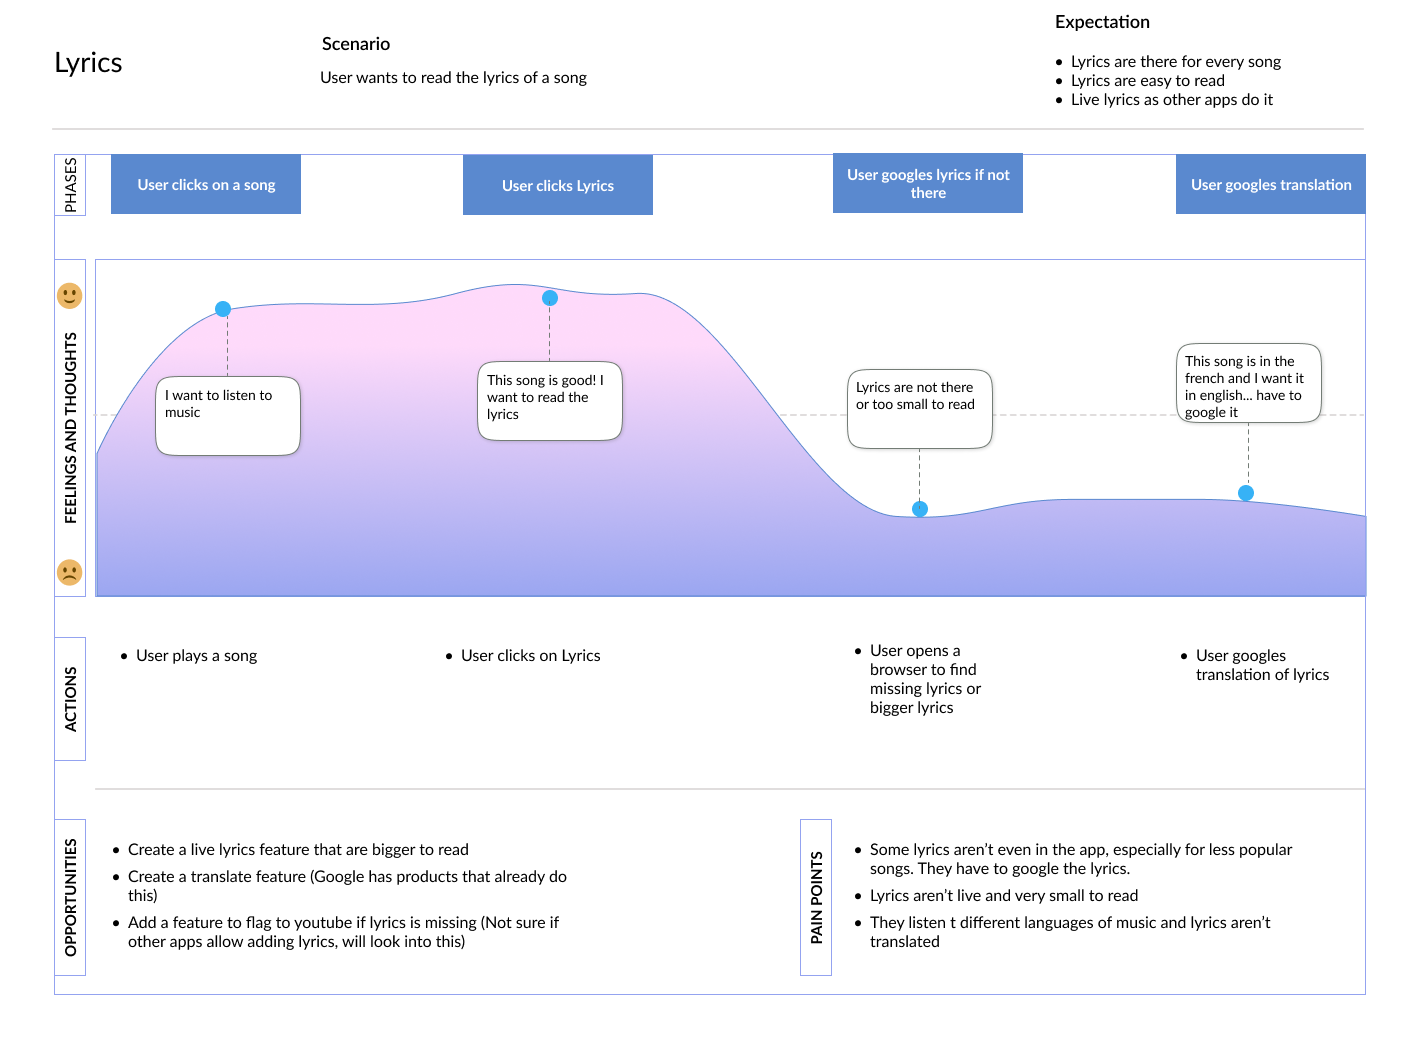 Lyrics
Scenario
User wants to read the lyrics of a song
Expectation
• Lyrics are there for every song
• Lyrics are easy to read
• Live lyrics as other apps do it
PHASES
User clicks on a song
User clicks Lyrics
User googles lyrics if not
there
User googles translation
FEELINGS AND THOUGHTS
I want to listen to
music
This song is good! I
want to read the
lyrics
Lyrics are not there
or too small to read
This song is in the
french and I want it
in english... have to
google it
ACTIONS
• User plays a song
• User clicks on Lyrics
• User opens a
browser to find
missing lyrics or
bigger lyrics
• User googles
translation of lyrics
OPPORTUNITIES
• Create a live lyrics feature that are bigger to read
• Create a translate feature (Google has products that already do
this)
• Add a feature to flag to youtube if lyrics is missing (Not sure if
other apps allow adding lyrics, will look into this)
PAIN POINTS
• Some lyrics aren’t even in the app, especially for less popular
songs. They have to google the lyrics.
• Lyrics aren’t live and very small to read
• They listen t different languages of music and lyrics aren’t
translated